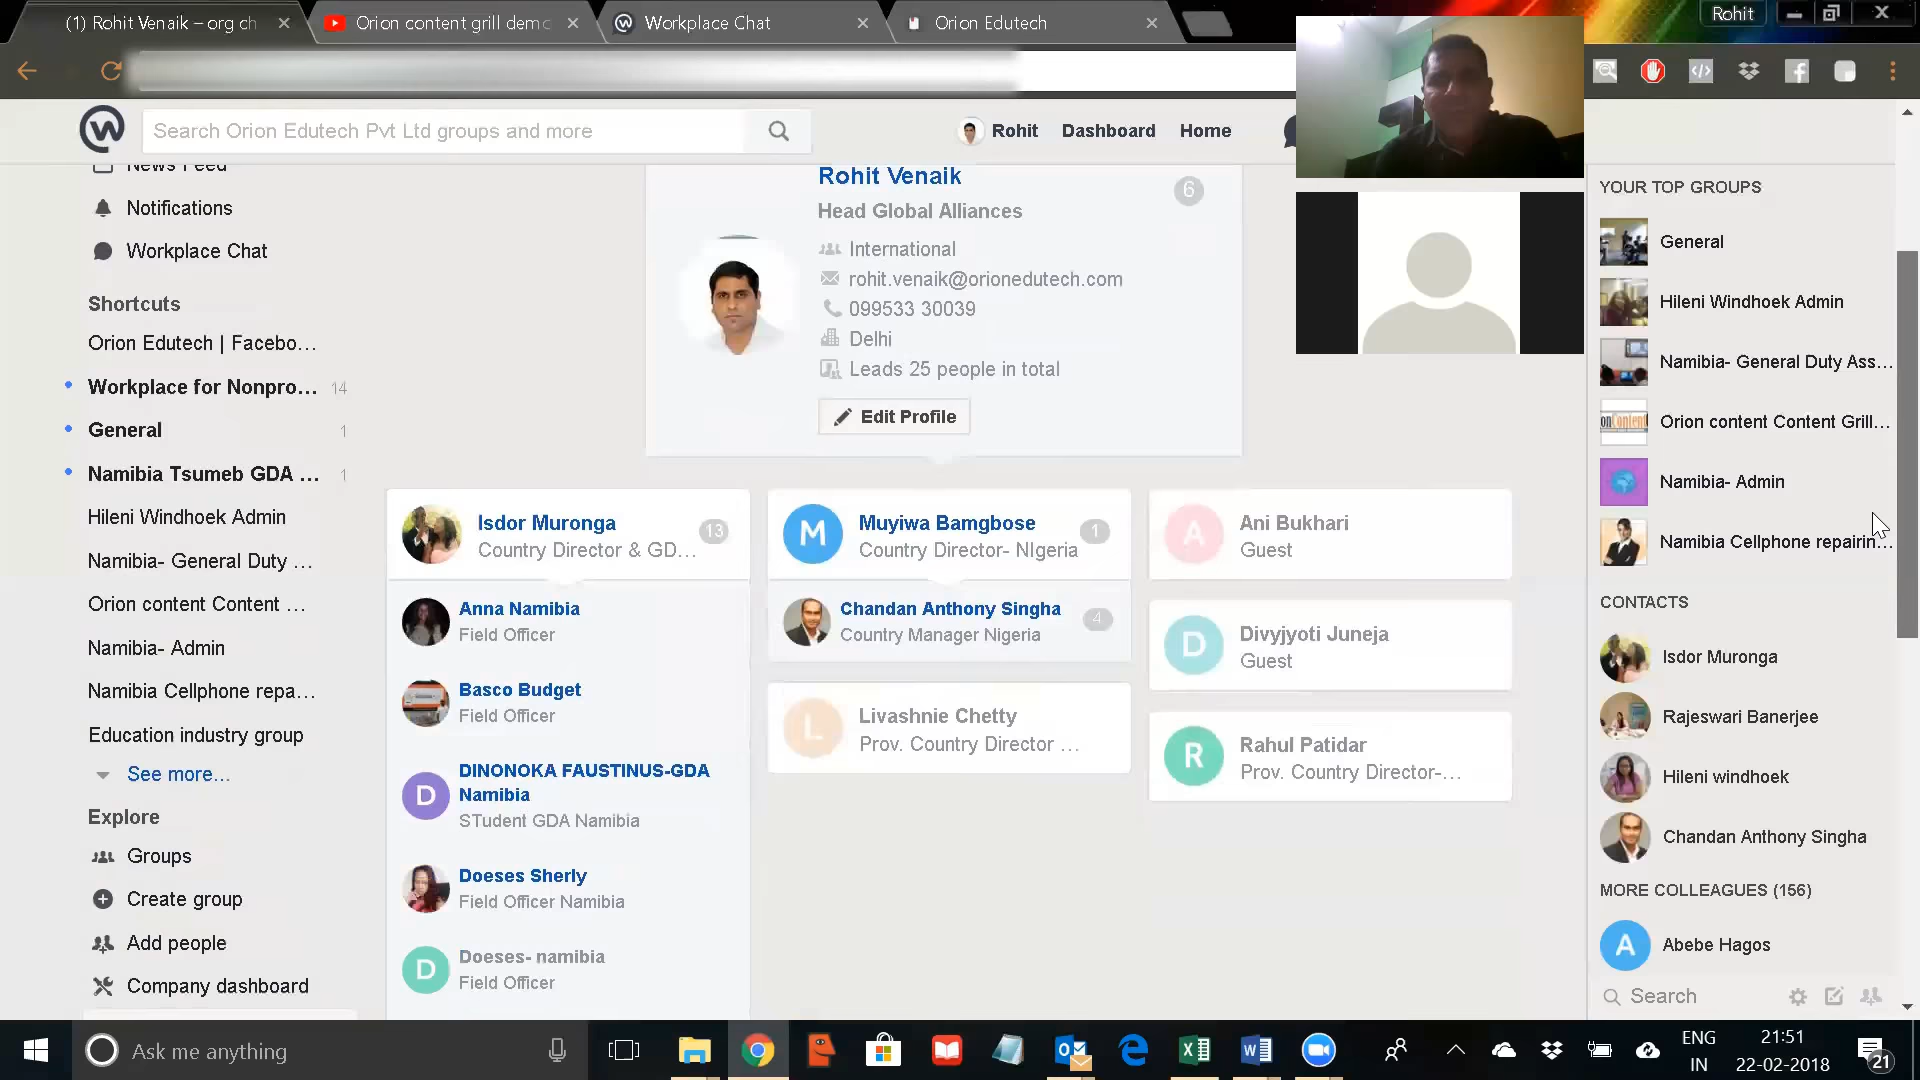 (1) Rohit Venaik – org ch
Orion content grill demo
Workplace Chat
Orion Edutech
Rohit
Search Orion Edutech Pvt Ltd groups and more
Rohit
Dashboard
Home
News Feed
Notifications
Workplace Chat
Shortcuts
Orion Edutech | Facebo...
Workplace for Nonpro... 14
General 1
Namibia Tsumeb GDA ... 1
Hileni Windhoek Admin
Namibia- General Duty ...
Orion content Content ...
Namibia- Admin
Namibia Cellphone repa...
Education industry group
See more...
Explore
Groups
Create group
Add people
Company dashboard
Rohit Venaik
6
Head Global Alliances
International
rohit.venaik@orionedutech.com
099533 30039
Delhi
Leads 25 people in total
Edit Profile
Isdor Muronga
13
Country Director & GD...
Anna Namibia
Field Officer
Basco Budget
Field Officer
D
DINONOKA FAUSTINUS-GDA
Namibia
STudent GDA Namibia
Doeses Sherly
Field Officer Namibia
D
Doeses- namibia
Field Officer
M
Muyiwa Bamgbose
1
Country Director- NIgeria
Chandan Anthony Singha
4
Country Manager Nigeria
L
Livashnie Chetty
Prov. Country Director ...
A
Ani Bukhari
Guest
D
Divyjyoti Juneja
Guest
R
Rahul Patidar
Prov. Country Director-...
YOUR TOP GROUPS
General
Hileni Windhoek Admin
Namibia- General Duty Ass...
Orion content Content Grill...
Namibia- Admin
Namibia Cellphone repairin...
CONTACTS
Isdor Muronga
Rajeswari Banerjee
Hileni windhoek
Chandan Anthony Singha
MORE COLLEAGUES (156)
A
Abebe Hagos
Search
Ask me anything
ENG
IN
21:51
22-02-2018
21